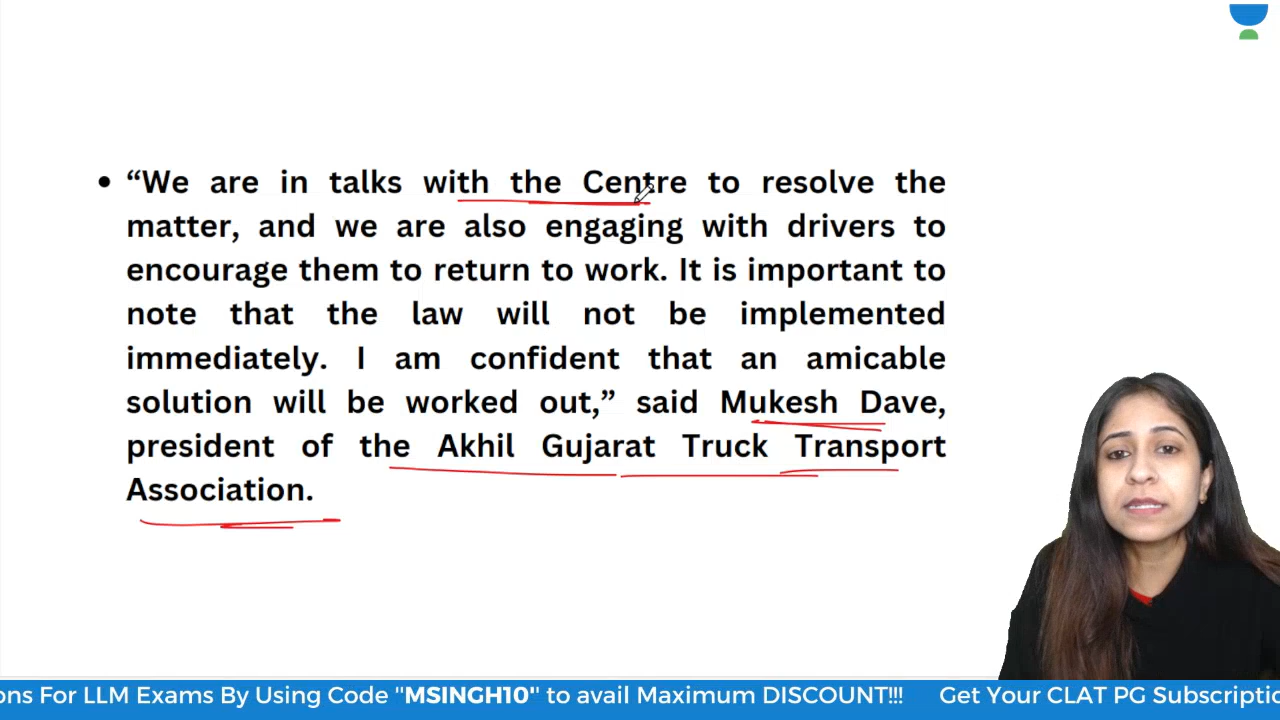 • “We are in talks with the Centre to resolve the
matter, and we are also engaging with drivers to
encourage them to return to work. It is important to
note that the law will not be implemented
immediately. I am confident that an amicable
solution will be worked out,” said Mukesh Dave,
president of the Akhil Gujarat Truck Transport
Association.
ons For LLM Exams By Using Code "MSINGH10" to avail Maximum DISCOUNT!!! Get Your CLAT PG Subscriptio